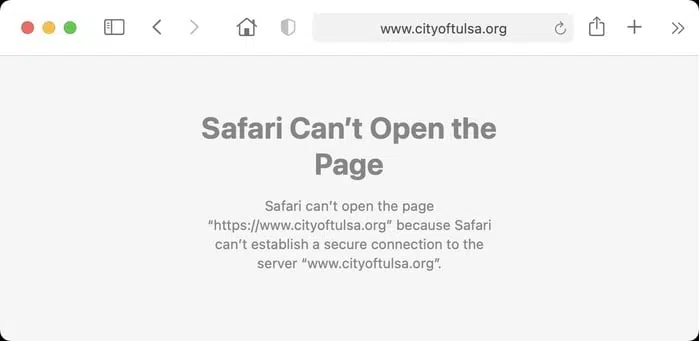 www.cityoftulsa.org
Safari Can’t Open the
Page
Safari can’t open the page
“https://www.cityoftulsa.org” because Safari
can’t establish a secure connection to the
server “www.cityoftulsa.org”.